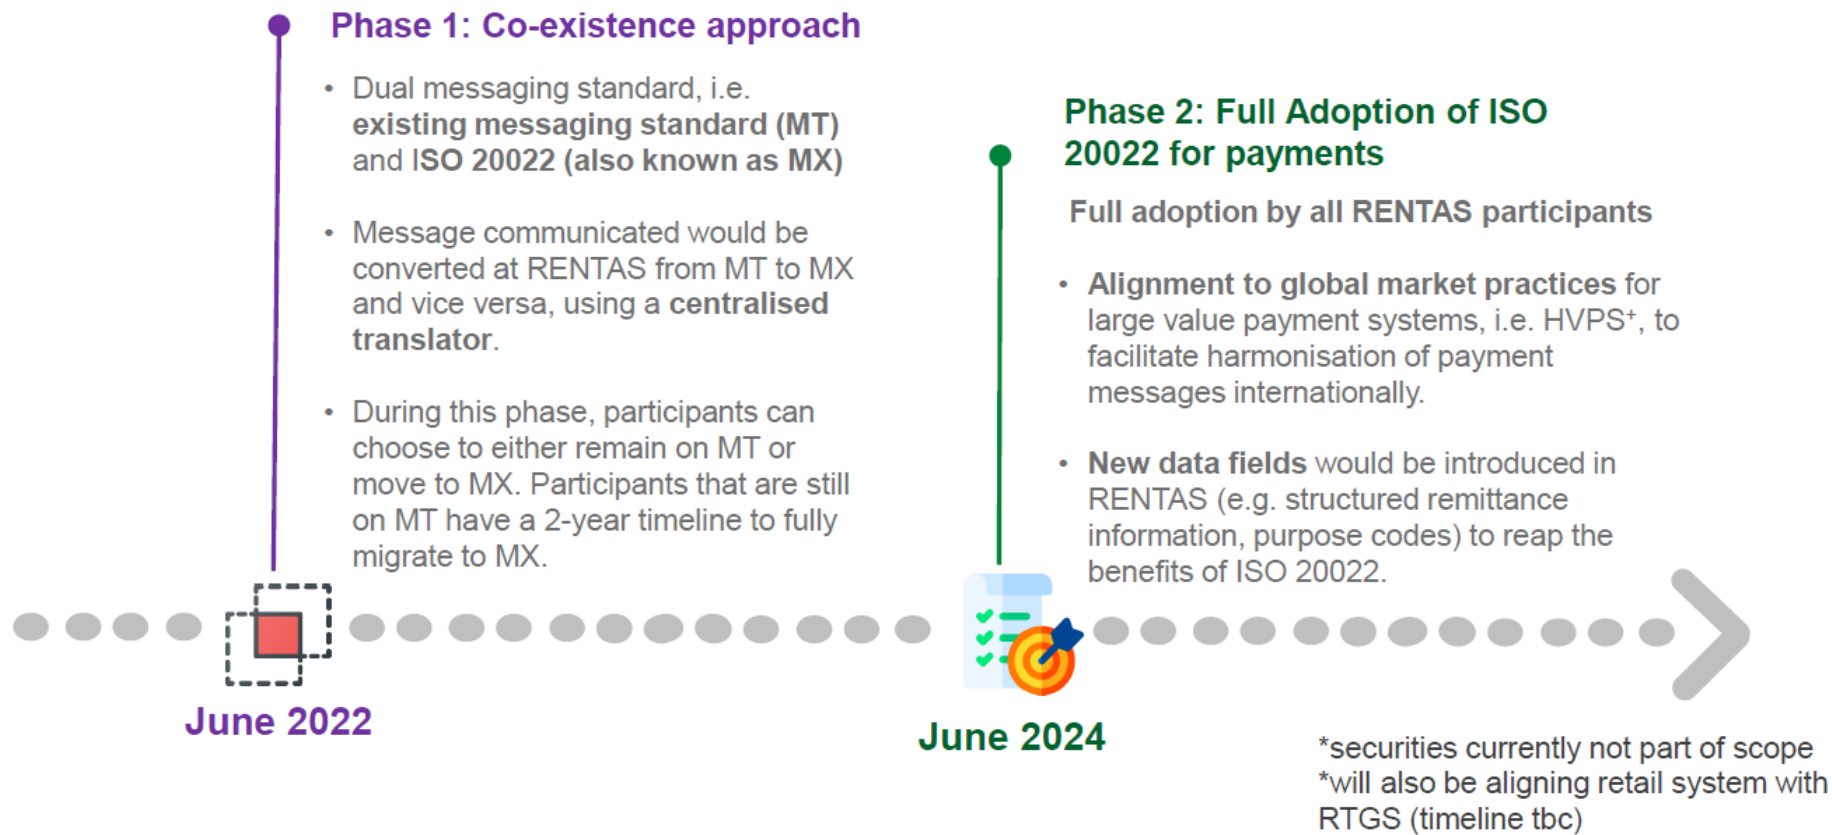 Phase 1: Co-existence approach
• Dual messaging standard, i.e.
existing messaging standard (MT)
and ISO 20022 (also known as MX)
• Message communicated would be
converted at RENTAS from MT to MX
and vice versa, using a centralised
translator.
• During this phase, participants can
choose to either remain on MT or
move to MX. Participants that are still
on MT have a 2-year timeline to fully
migrate to MX.
June 2022
Phase 2: Full Adoption of ISO
20022 for payments
Full adoption by all RENTAS participants
• Alignment to global market practices for
large value payment systems, i.e. HVPS⁺, to
facilitate harmonisation of payment
messages internationally.
• New data fields would be introduced in
RENTAS (e.g. structured remittance
information, purpose codes) to reap the
benefits of ISO 20022.
June 2024
*securities currently not part of scope
*will also be aligning retail system with
RTGS (timeline tbc)